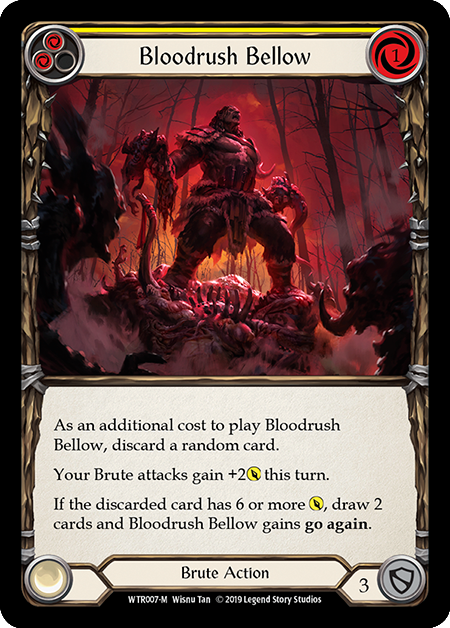 Bloodrush Bellow
1
As an additional cost to play Bloodrush
Bellow, discard a random card.
Your Brute attacks gain +2 this turn.
If the discarded card has 6 or more , draw 2
cards and Bloodrush Bellow gains go again.
Brute Action
3
WTR007-M Wisnu Tan © 2019 Legend Story Studios